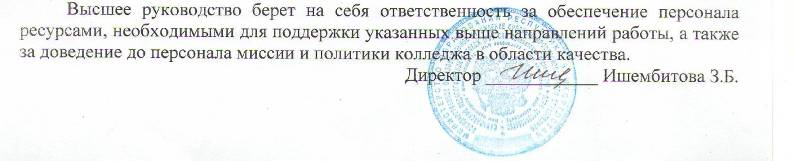 Высшее руководство берет на себя ответственность за обеспечение персонала
ресурсами, необходимыми для поддержки указанных выше направлений работы, а также
за доведение до персонала миссии и политики колледжа в области качества.
Директор ____________ Ишембитова З.Б.